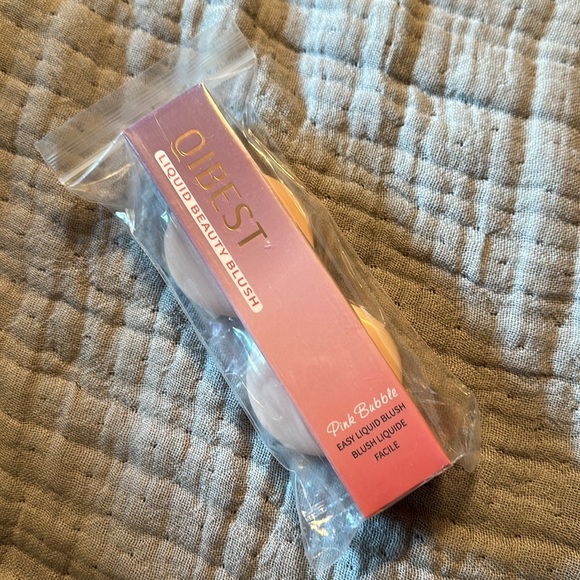 QIBEST
LIQUID BEAUTY BLUSH
Pink Bubble
EASY LIQUID BLUSH
BLUSH LIQUIDE
FACILE